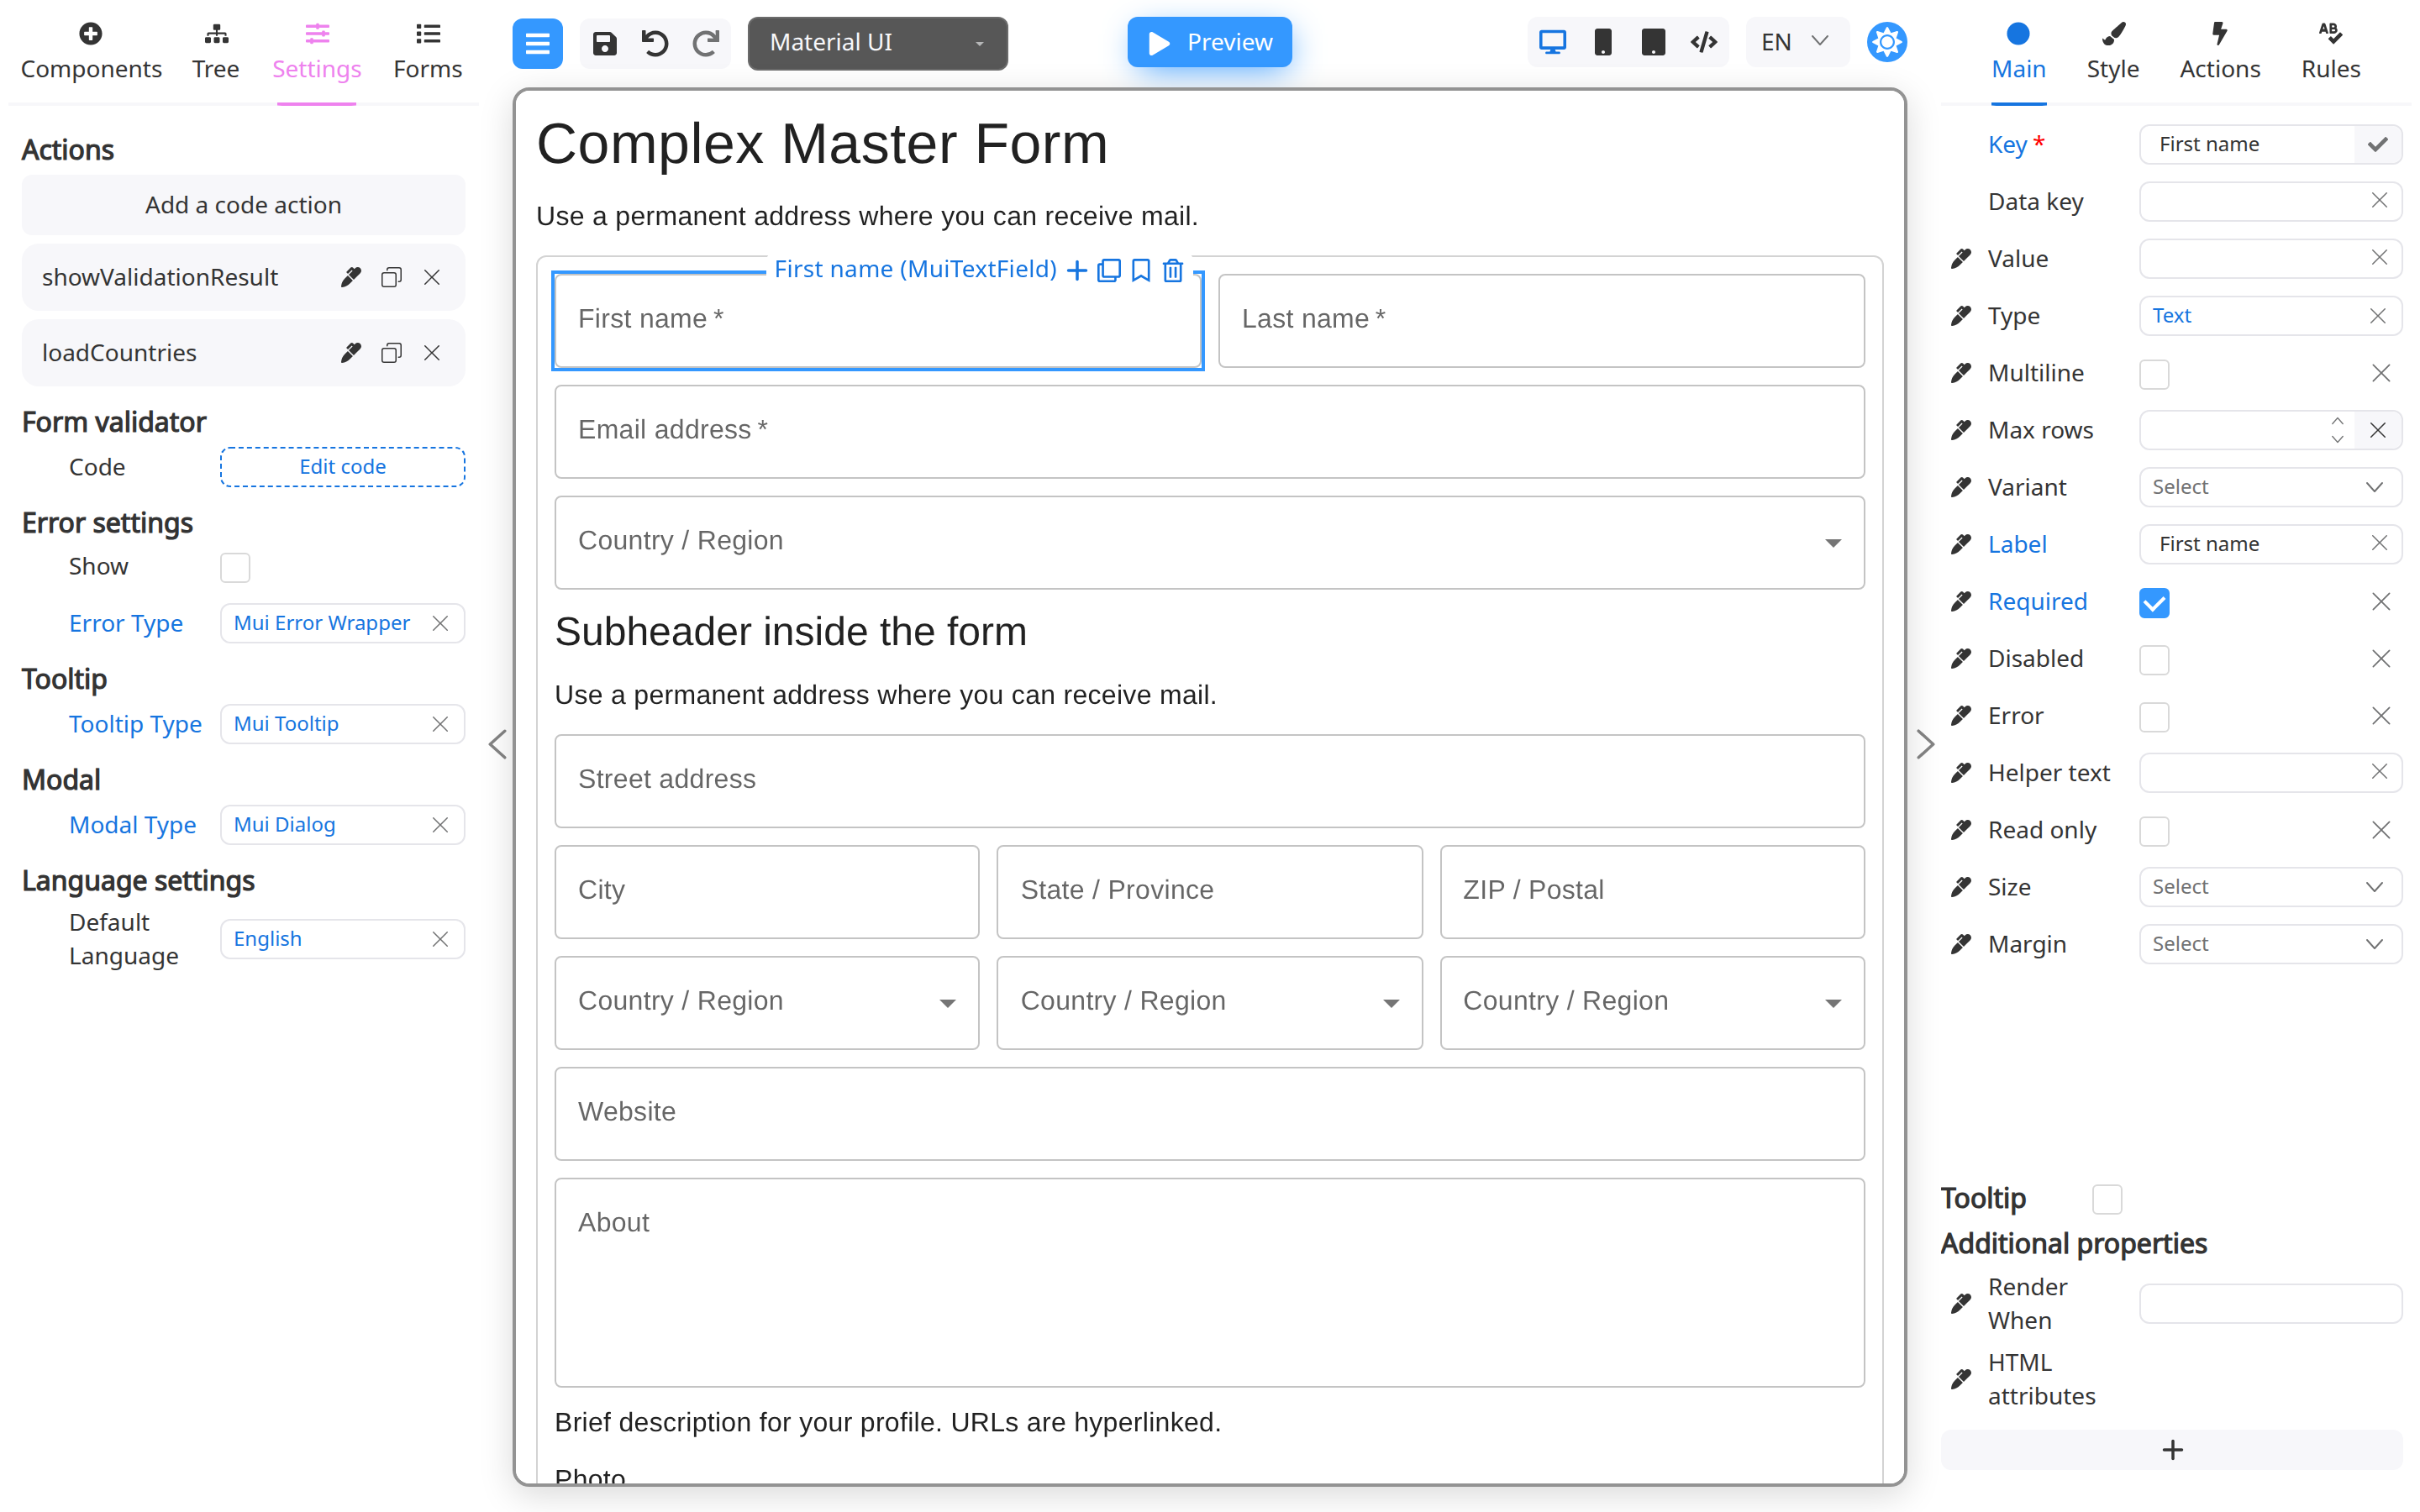 Components Tree Settings Forms
Material UI
Preview
EN
Main Style Actions Rules
Actions
Add a code action
showValidationResult
loadCountries
Form validator
Code Edit code
Error settings
Show
Error Type Mui Error Wrapper
Tooltip
Tooltip Type Mui Tooltip
Modal
Modal Type Mui Dialog
Language settings
Default
Language English
Complex Master Form
Use a permanent address where you can receive mail.
First name (MuiTextField)
First name * Last name *
Email address *
Country / Region
Subheader inside the form
Use a permanent address where you can receive mail.
Street address
City State / Province ZIP / Postal
Country / Region Country / Region Country / Region
Website
About
Brief description for your profile. URLs are hyperlinked.
Photo
Key * First name
Data key
Value
Type Text
Multiline
Max rows
Variant Select
Label First name
Required
Disabled
Error
Helper text
Read only
Size Select
Margin Select
Tooltip
Additional properties
Render
When
HTML
attributes